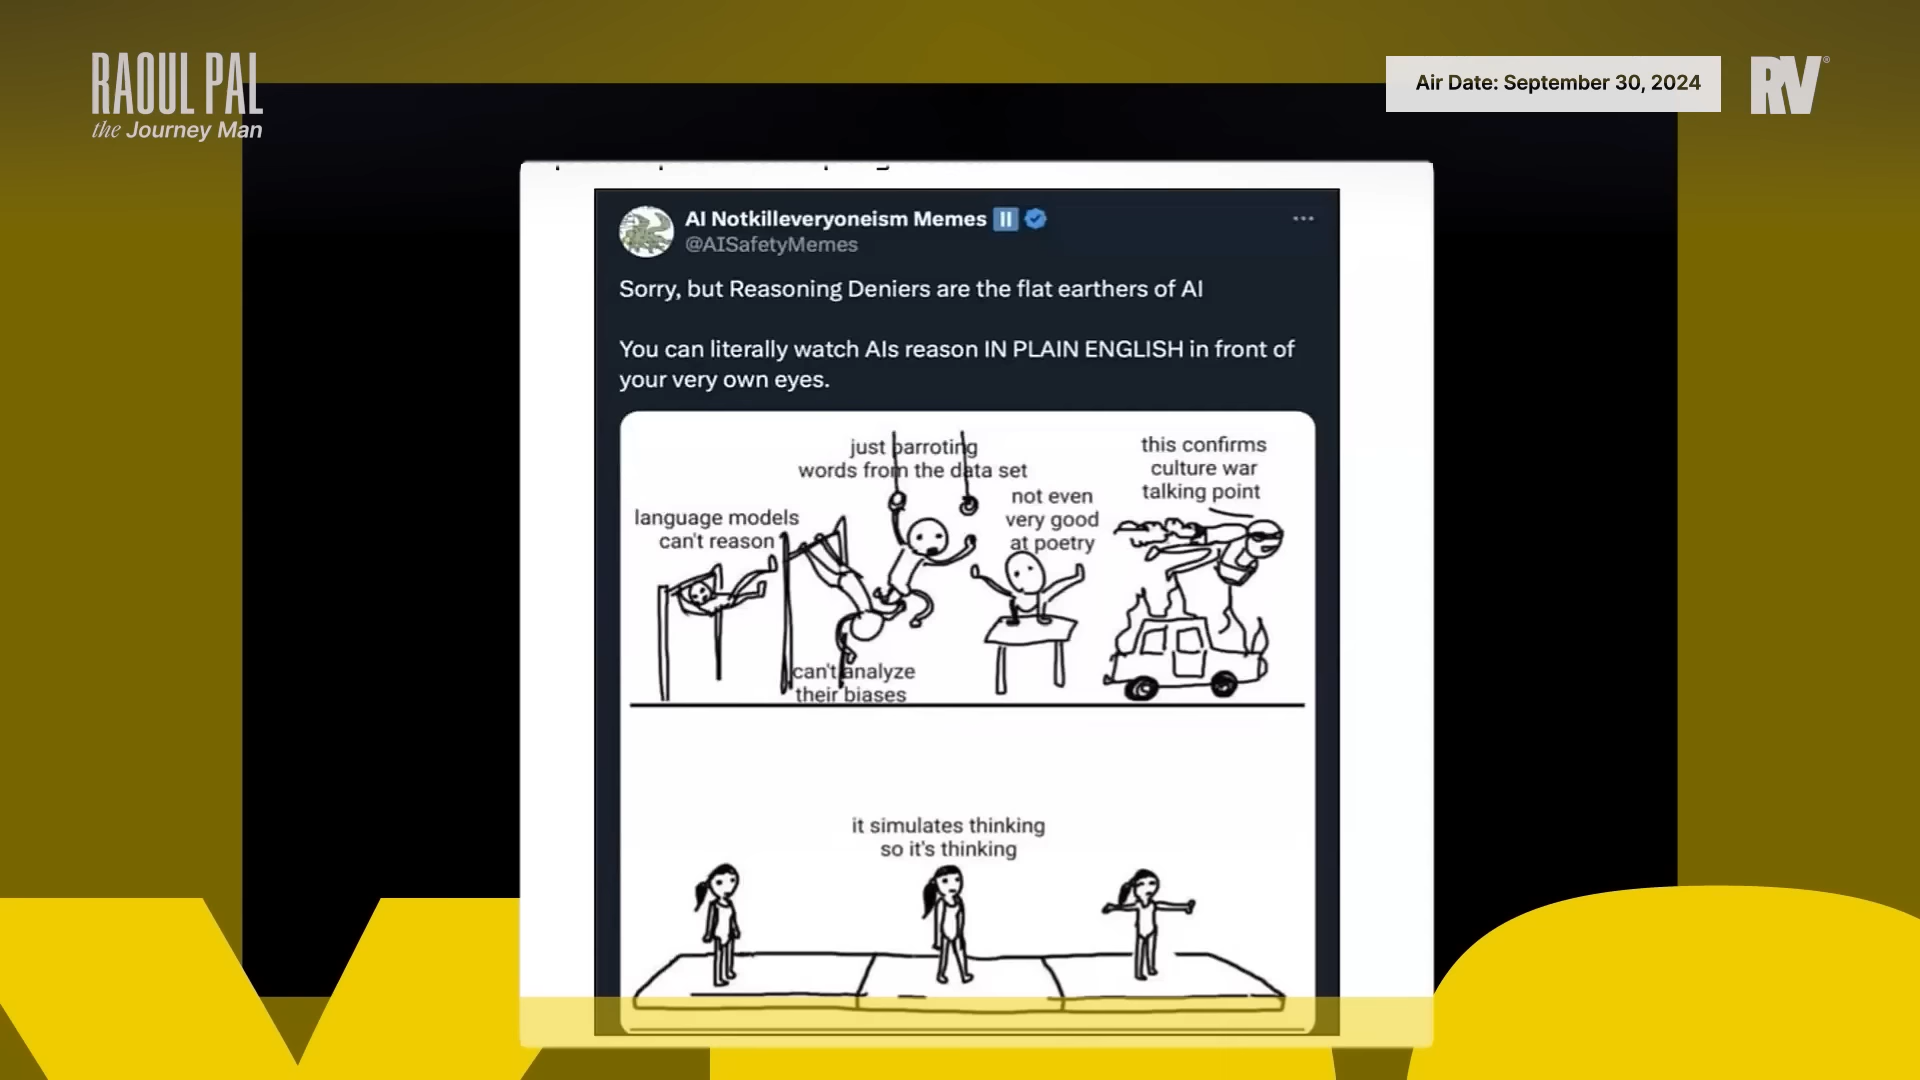 RAOUL PAL
the Journey Man
Air Date: September 30, 2024
RV®
AI Notkilleveryoneism Memes
@AISafetyMemes
Sorry, but Reasoning Deniers are the flat earthers of AI
You can literally watch AIs reason IN PLAIN ENGLISH in front of
your very own eyes.
just parroting
words from the data set
this confirms
culture war
talking point
not even
very good
at poetry
language models
can't reason
can't analyze
their biases
it simulates thinking
so it's thinking